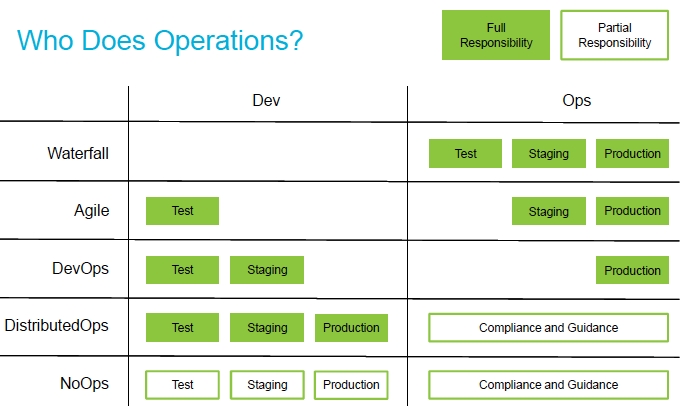 Who Does Operations?
Full
Responsibility
Partial
Responsibility
Dev Ops
Waterfall Test Staging Production
Agile Test Staging Production
DevOps Test Staging Production
DistributedOps Test Staging Production Compliance and Guidance
NoOps Test Staging Production Compliance and Guidance